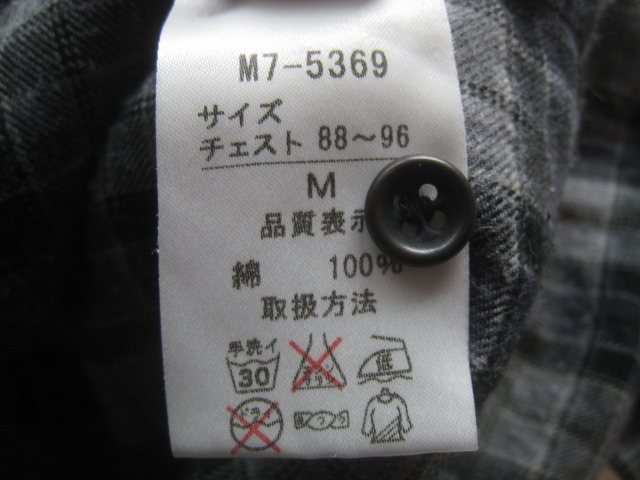 M7-5369
サイズ
チェスト 88~96
M
品質表示
綿 100%
取扱方法
手洗イ
30
低